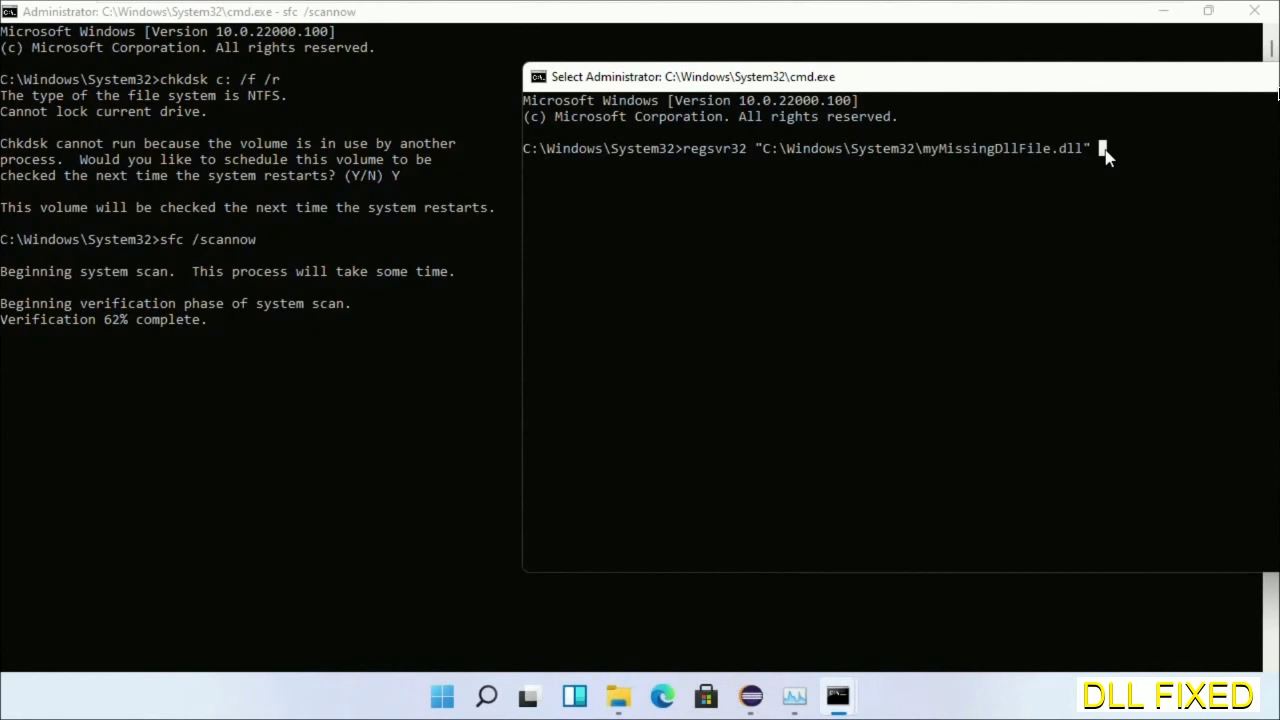 Administrator: C:\Windows\System32\cmd.exe - sfc /scannow
Microsoft Windows [Version 10.0.22000.100]
(c) Microsoft Corporation. All rights reserved.
C:\Windows\System32>chkdsk c: /f /r
The type of the file system is NTFS.
Cannot lock current drive.
Chkdsk cannot run because the volume is in use by another
process.  Would you like to schedule this volume to be
checked the next time the system restarts? (Y/N) Y
This volume will be checked the next time the system restarts.
C:\Windows\System32>sfc /scannow
Beginning system scan.  This process will take some time.
Beginning verification phase of system scan.
Verification 62% complete.
Select Administrator: C:\Windows\System32\cmd.exe
Microsoft Windows [Version 10.0.22000.100]
(c) Microsoft Corporation. All rights reserved.
C:\Windows\System32>regsvr32 "C:\Windows\System32\myMissingDllFile.dll"
DLL FIXED